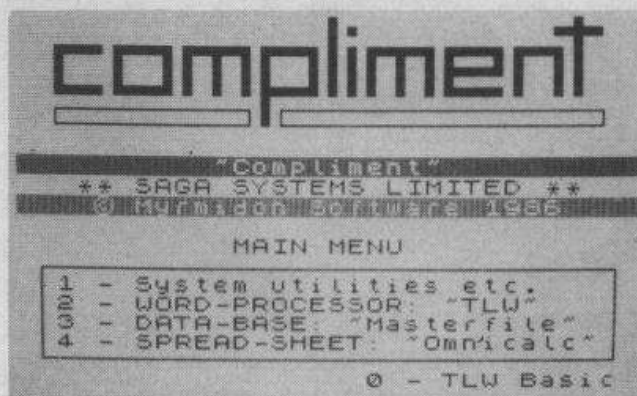 compliment
"Compliment"
** SAGA SYSTEMS LIMITED **
© Myrmidon Software 1986
MAIN MENU
1 - System utilities etc.
2 - WORD-PROCESSOR: "TLW"
3 - DATA-BASE: "Masterfile"
4 - SPREAD-SHEET: "Omnicalc"
0 - TLW Basic